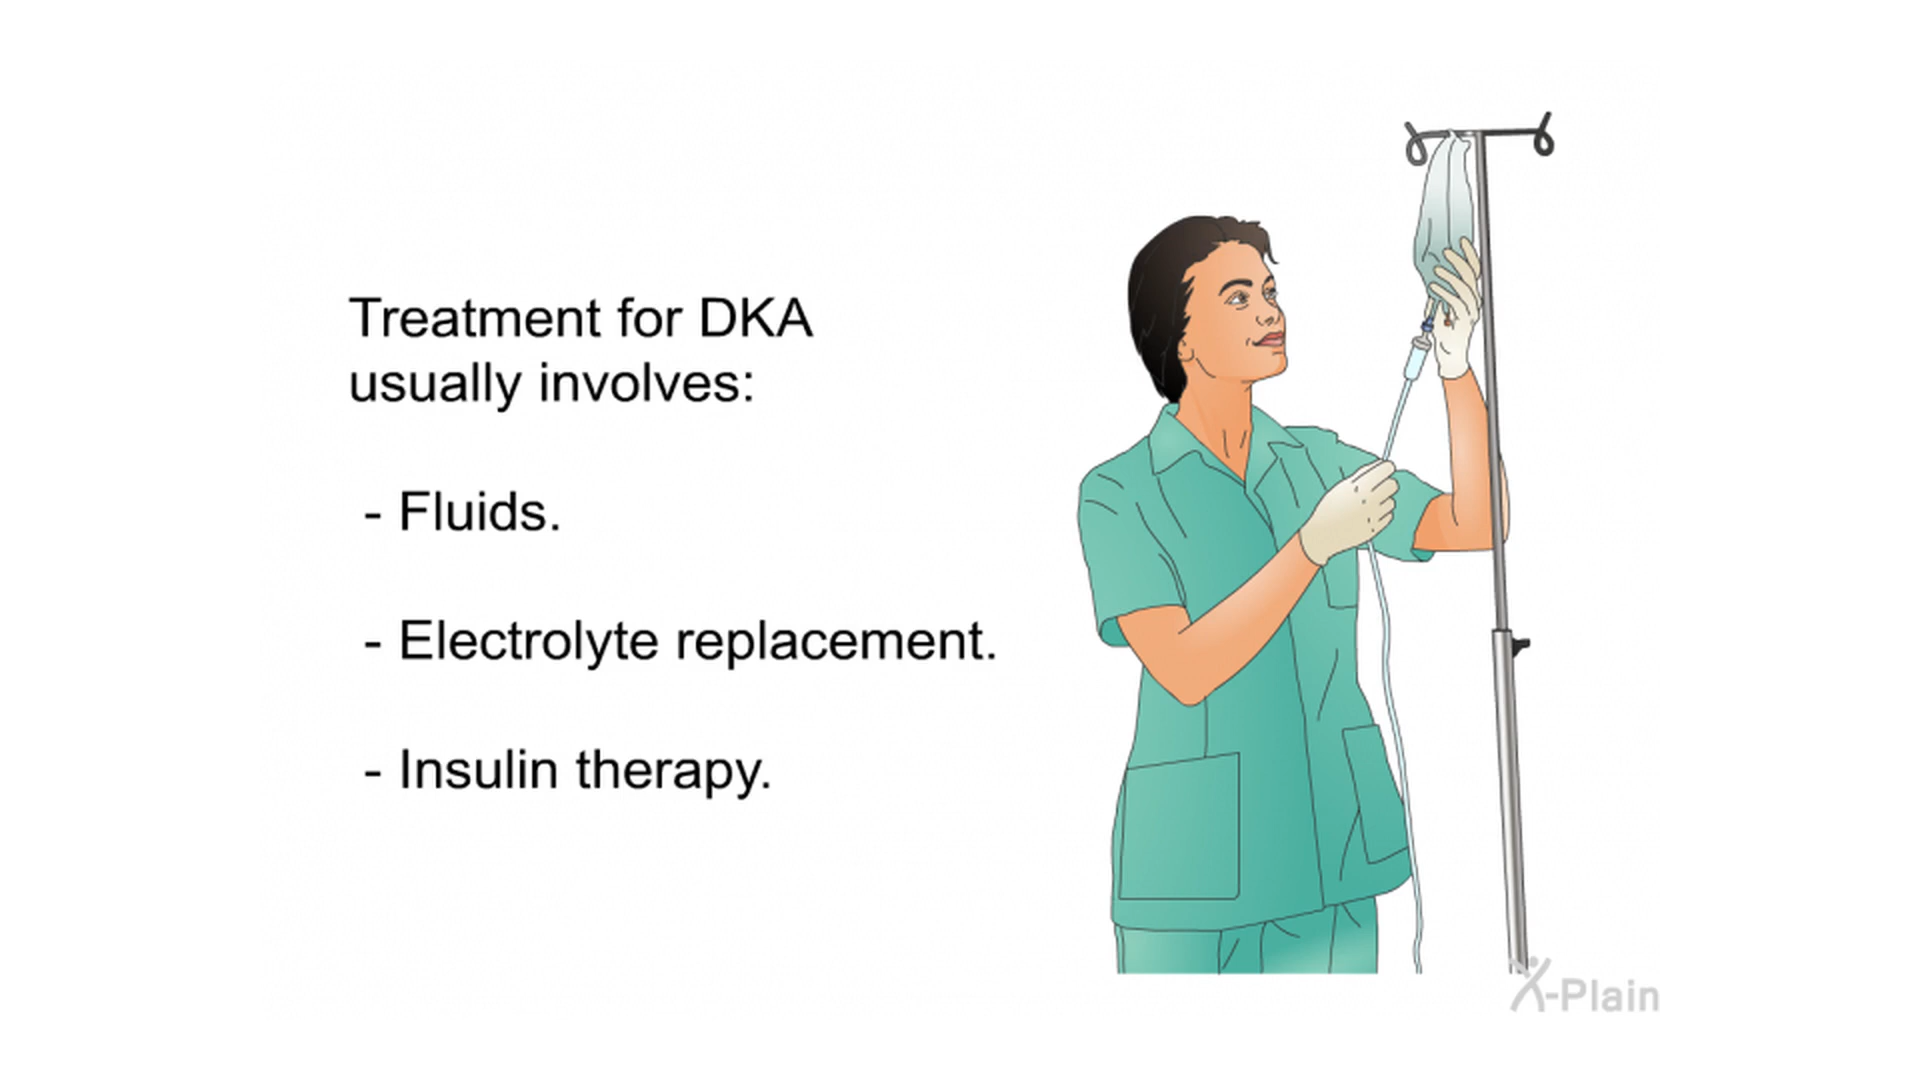 Treatment for DKA
usually involves:
- Fluids.
- Electrolyte replacement.
- Insulin therapy.
X-Plain